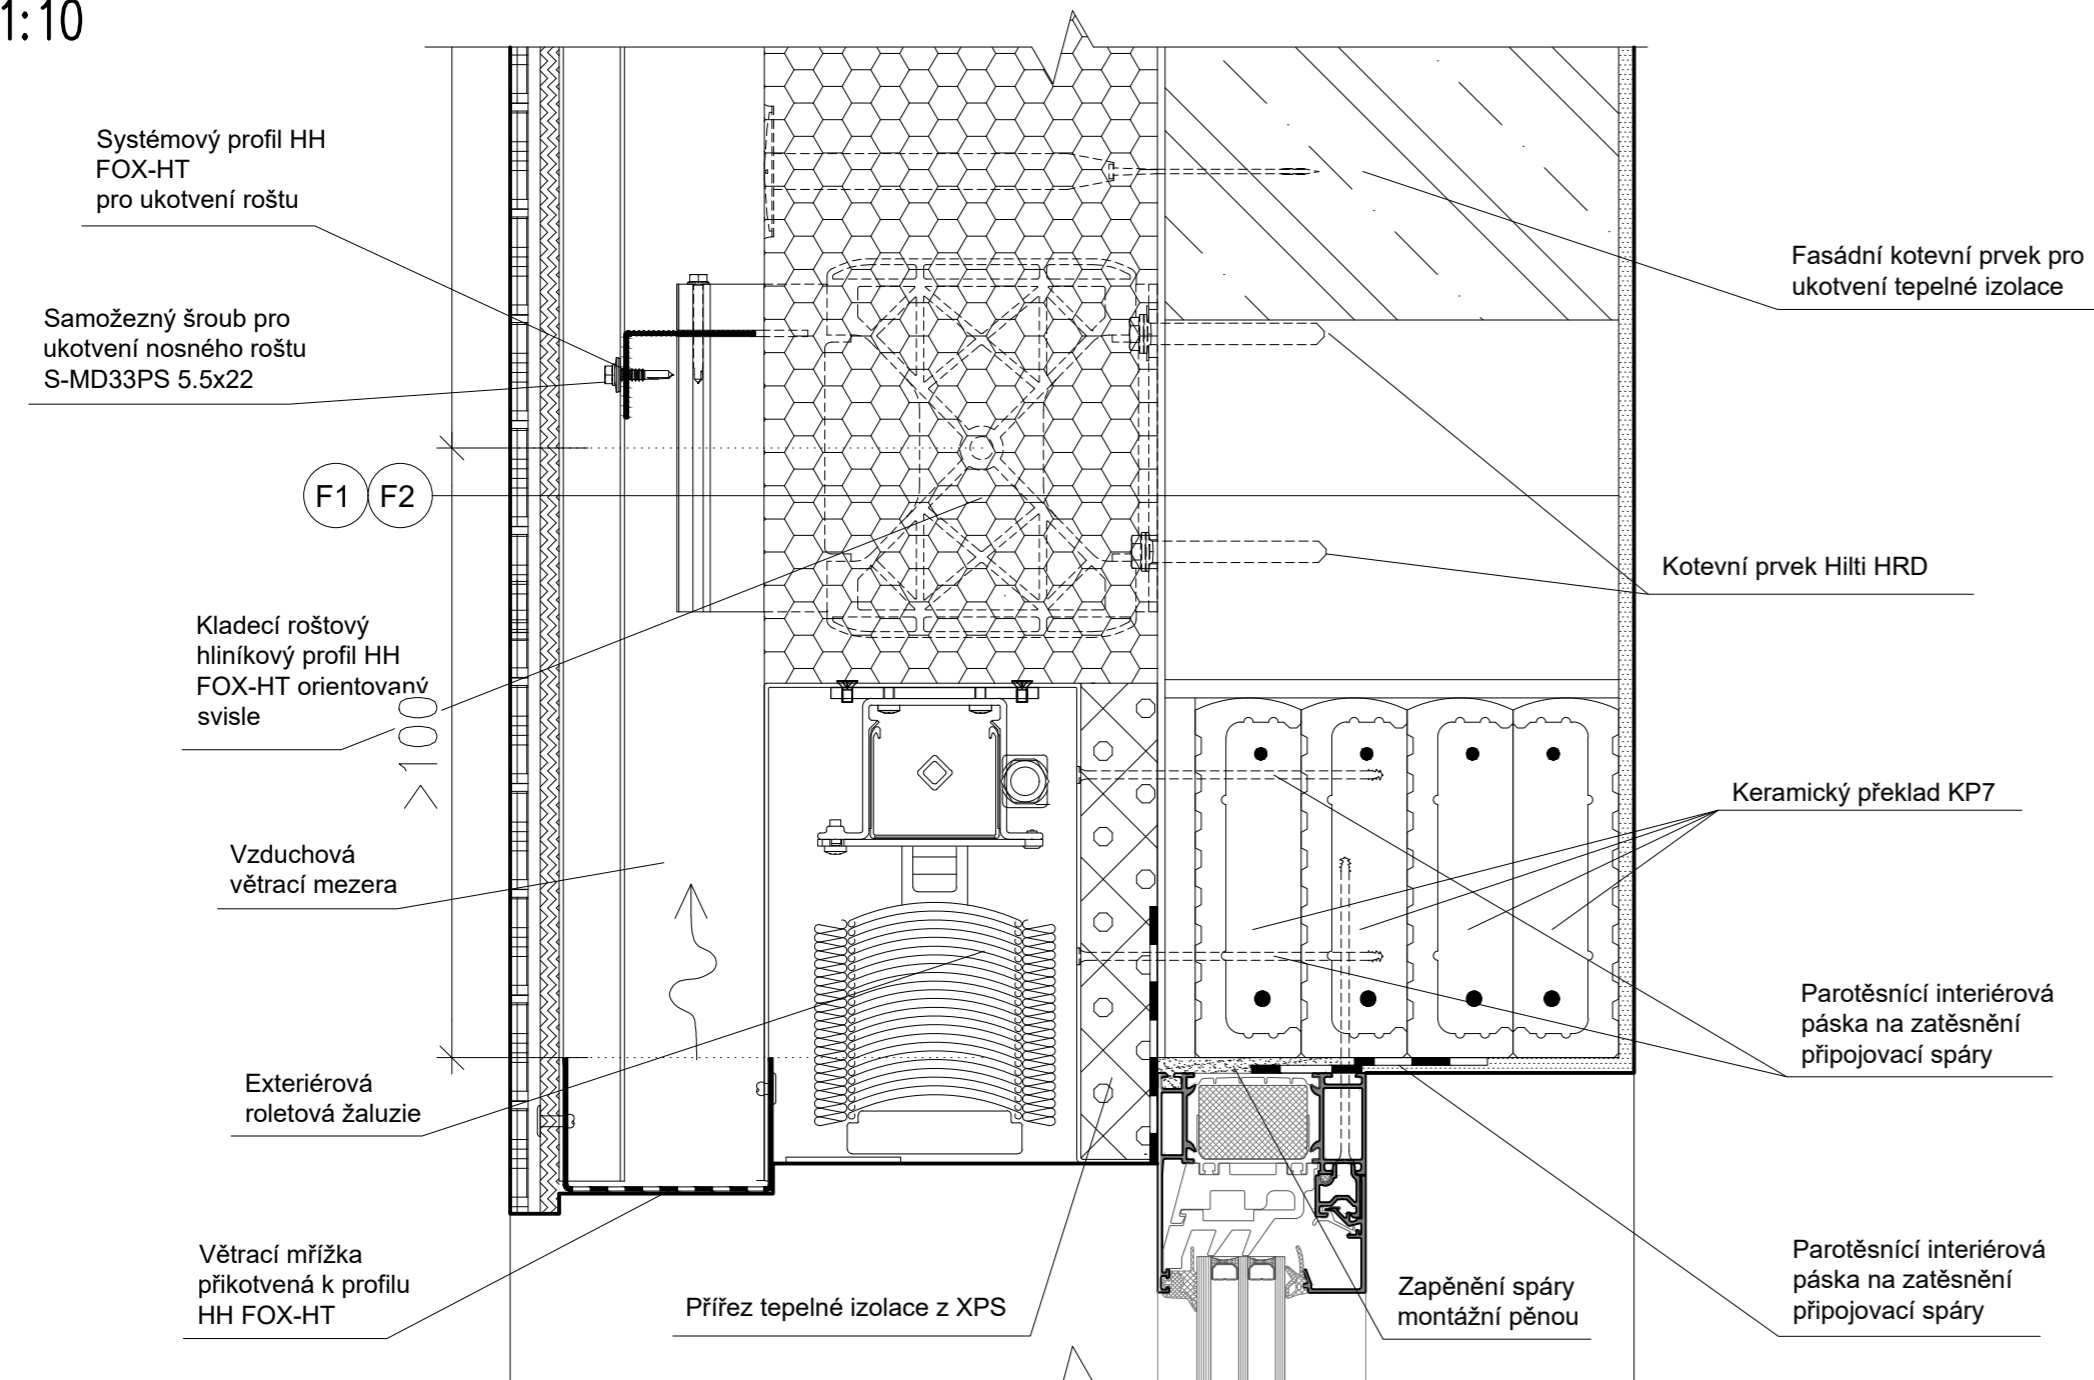 1:10
Systémový profil HH
FOX-HT
pro ukotvení roštu
Samožezný šroub pro
ukotvení nosného roštu
S-MD33PS 5.5x22
F1 F2
Kladecí roštový
hliníkový profil HH
FOX-HT orientovaný
svisle
>100
Vzduchová
větrací mezera
Exteriérová
roletová žaluzie
Větrací mřížka
přikotvená k profilu
HH FOX-HT
Přířez tepelné izolace z XPS
Fasádní kotevní prvek pro
ukotvení tepelné izolace
Kotevní prvek Hilti HRD
Keramický překlad KP7
Parotěsnící interiérová
páska na zatěsnění
připojovací spáry
Zapěnění spáry
montážní pěnou
Parotěsnící interiérová
páska na zatěsnění
připojovací spáry